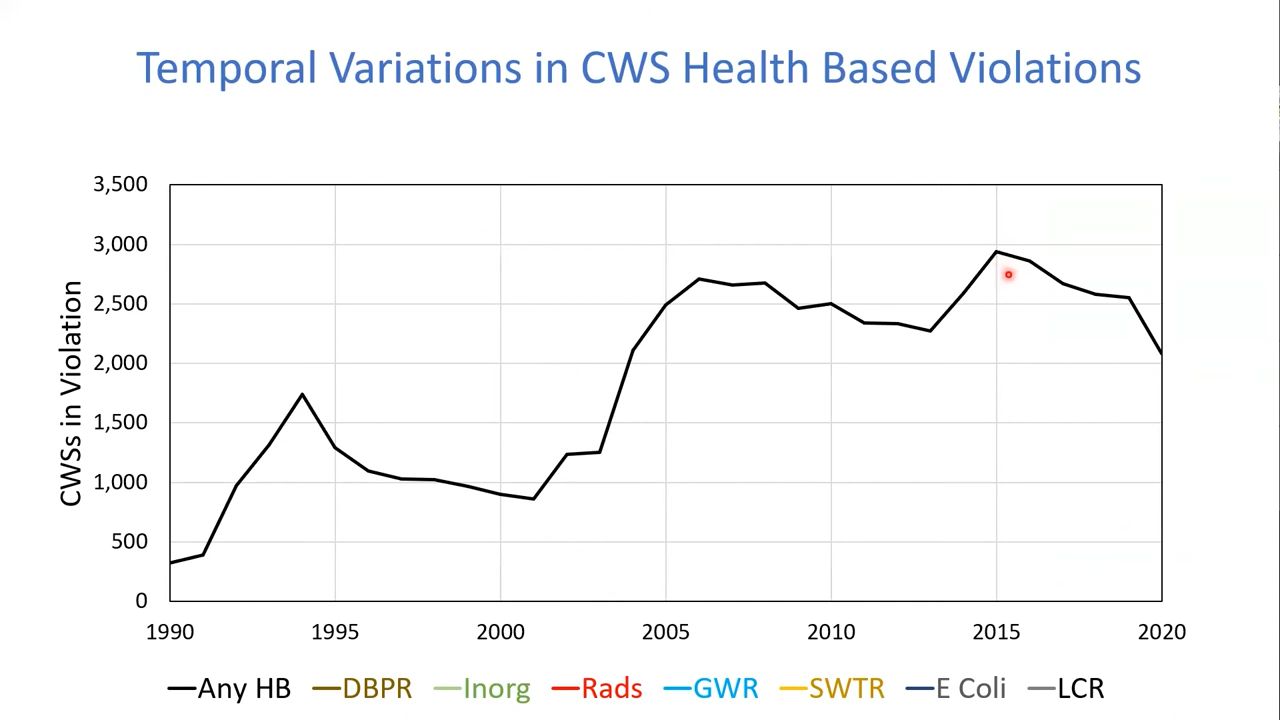 Temporal Variations in CWS Health Based Violations
3,500
3,000
2,500
2,000
1,500
1,000
500
0
CWSs in Violation
1990 1995 2000 2005 2010 2015 2020
Any HB DBPR Inorg Rads GWR SWTR E Coli LCR